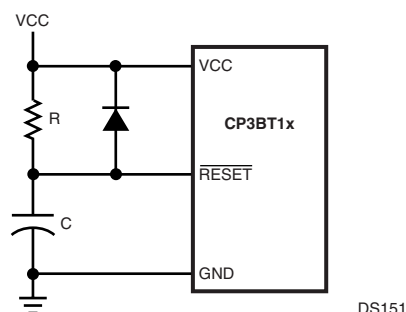 VCC
VCC
R
CP3BT1x
RESET
C
GND
DS151